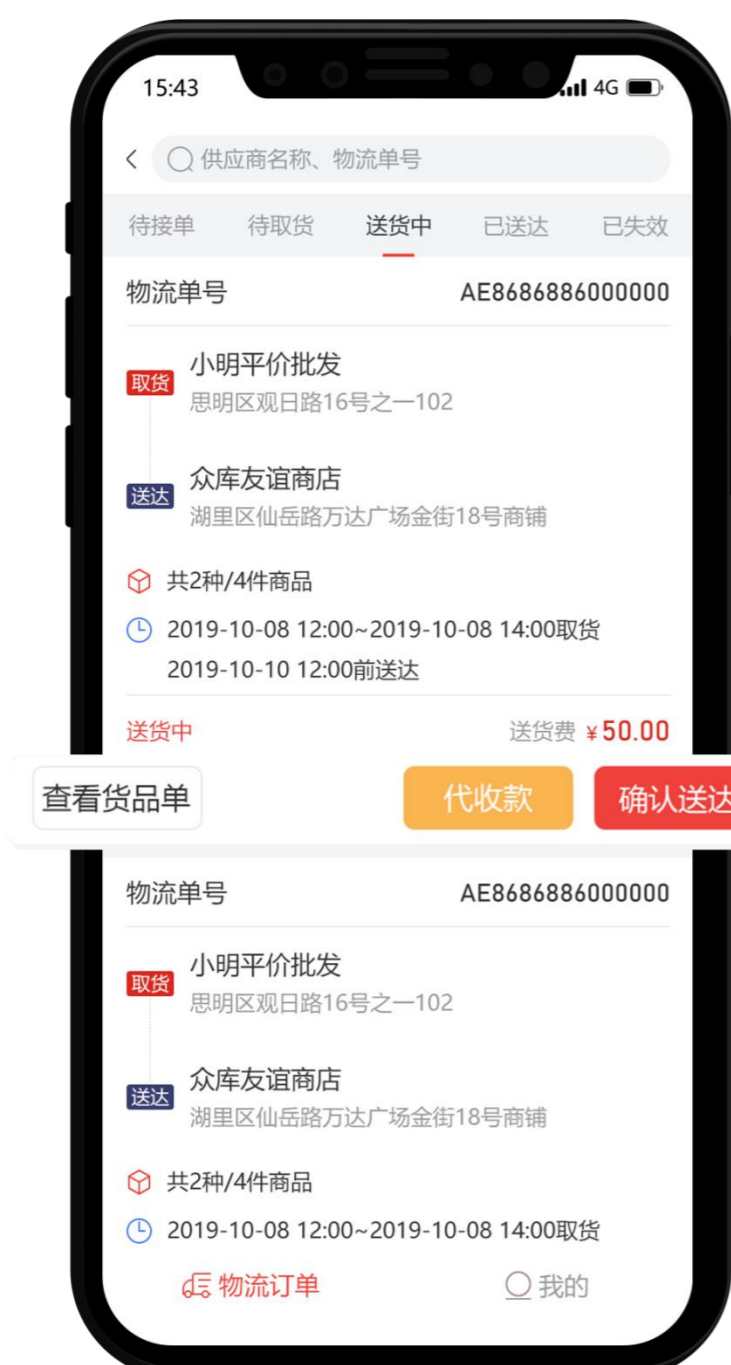 15:43
4G
供应商名称、物流单号
待接单 待取货 送货中 已送达 已失效
物流单号 AE8686886000000
取货 小明平价批发
思明区观日路16号之一102
送达 众库友谊商店
湖里区仙岳路万达广场金街18号商铺
共2种/4件商品
2019-10-08 12:00~2019-10-08 14:00取货
2019-10-10 12:00前送达
送货中 送货费 ¥50.00
查看货品单 代收款 确认送达
物流单号 AE8686886000000
取货 小明平价批发
思明区观日路16号之一102
送达 众库友谊商店
湖里区仙岳路万达广场金街18号商铺
共2种/4件商品
2019-10-08 12:00~2019-10-08 14:00取货
物流订单 我的